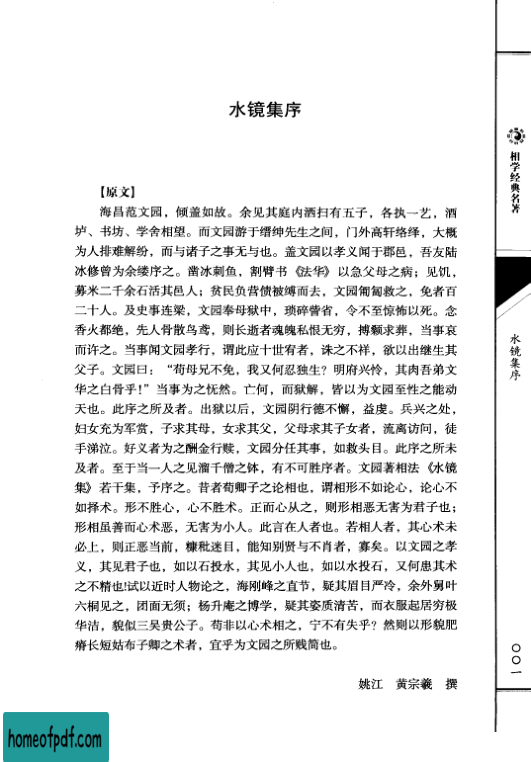 水镜集序
【原文】
海昌范文园，倾盖如故。余见其庭内洒扫有五子，各执一艺，酒
垆、书坊、学舍相望。而文园游于缙绅先生之间，门外高轩络绎，大概
为人排难解纷，而与诸子之事无与也。盖文园以孝义闻于郡邑，吾友陆
冰修曾为余缕序之。凿冰刺鱼，割臂书《法华》以急父母之病；见饥，
募米二千余石活其邑人；贫民负营债被缚而去，文园匍匐救之，免者百
二十人。及史事连梁，文园奉母狱中，琐碎訾省，令不至惊怖以死。念
香火都绝，先人骨散鸟鸢，则长逝者魂魄私恨无穷，搏颡求葬，当事哀
而许之。当事闻文园孝行，谓此应十世宥者，诛之不祥，欲以出继生其
父子。文园曰：“苟母兄不免，我又何忍独生？明府兴怜，其肉吾弟文
华之白骨乎！”当事为之怃然。亡何，而狱解，皆以为文园至性之能动
天也。此序之所及者。出狱以后，文园阴行德不懈，益虔。兵兴之处，
妇女充为军赏，子求其母，女求其父，父母求其子女者，流离访问，徒
手涕泣。好义者为之酬金行赎，文园分任其事，如救头目。此序之所未
及者。至于当一人之见溜千僧之钵，有不可胜序者。文园著相法《水镜
集》若干集，予序之。昔者荀卿子之论相也，谓相形不如论心，论心不
如择术。形不胜心，心不胜术。正而心从之，则形相恶无害为君子也；
形相虽善而心术恶，无害为小人。此言在人者也。若相人者，其心术未
必上，则正恶当前，糠秕迷目，能知别贤与不肖者，寡矣。以文园之孝
义，其见君子也，如以石投水，其见小人也，如以水投石，又何患其术
之不精也!试以近时人物论之，海刚峰之直节，疑其眉目严冷，余外舅叶
六桐见之，团面无须；杨升庵之博学，疑其姿质清苦，而衣服起居穷极
华洁，貌似三吴贵公子。苟非以心术相之，宁不有失乎？然则以形貌肥
瘠长短姑布子卿之术者，宜乎为文园之所贱简也。
姚江 黄宗羲 撰
相学经典名著
水镜集序
〇〇一
homeofpdf.com